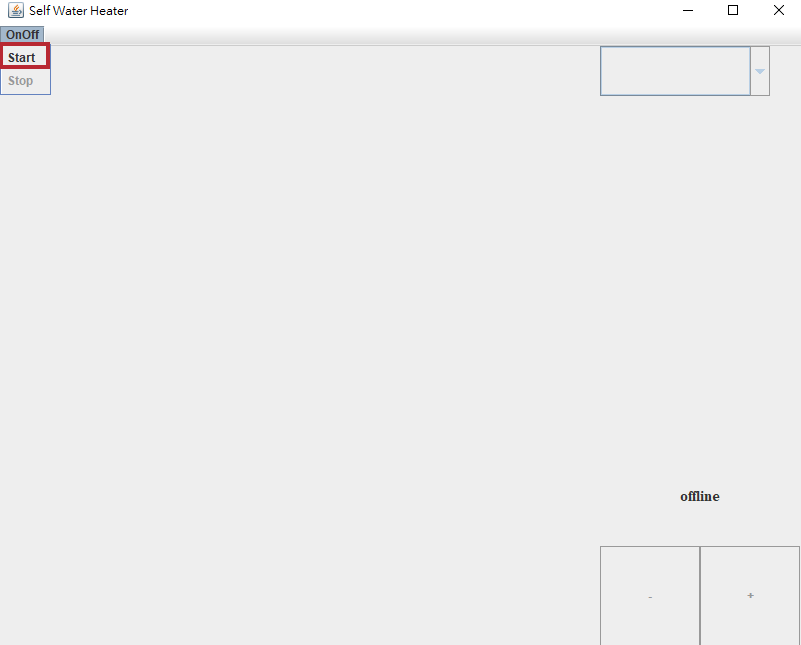 Self Water Heater
OnOff
Start
Stop
offline
- +